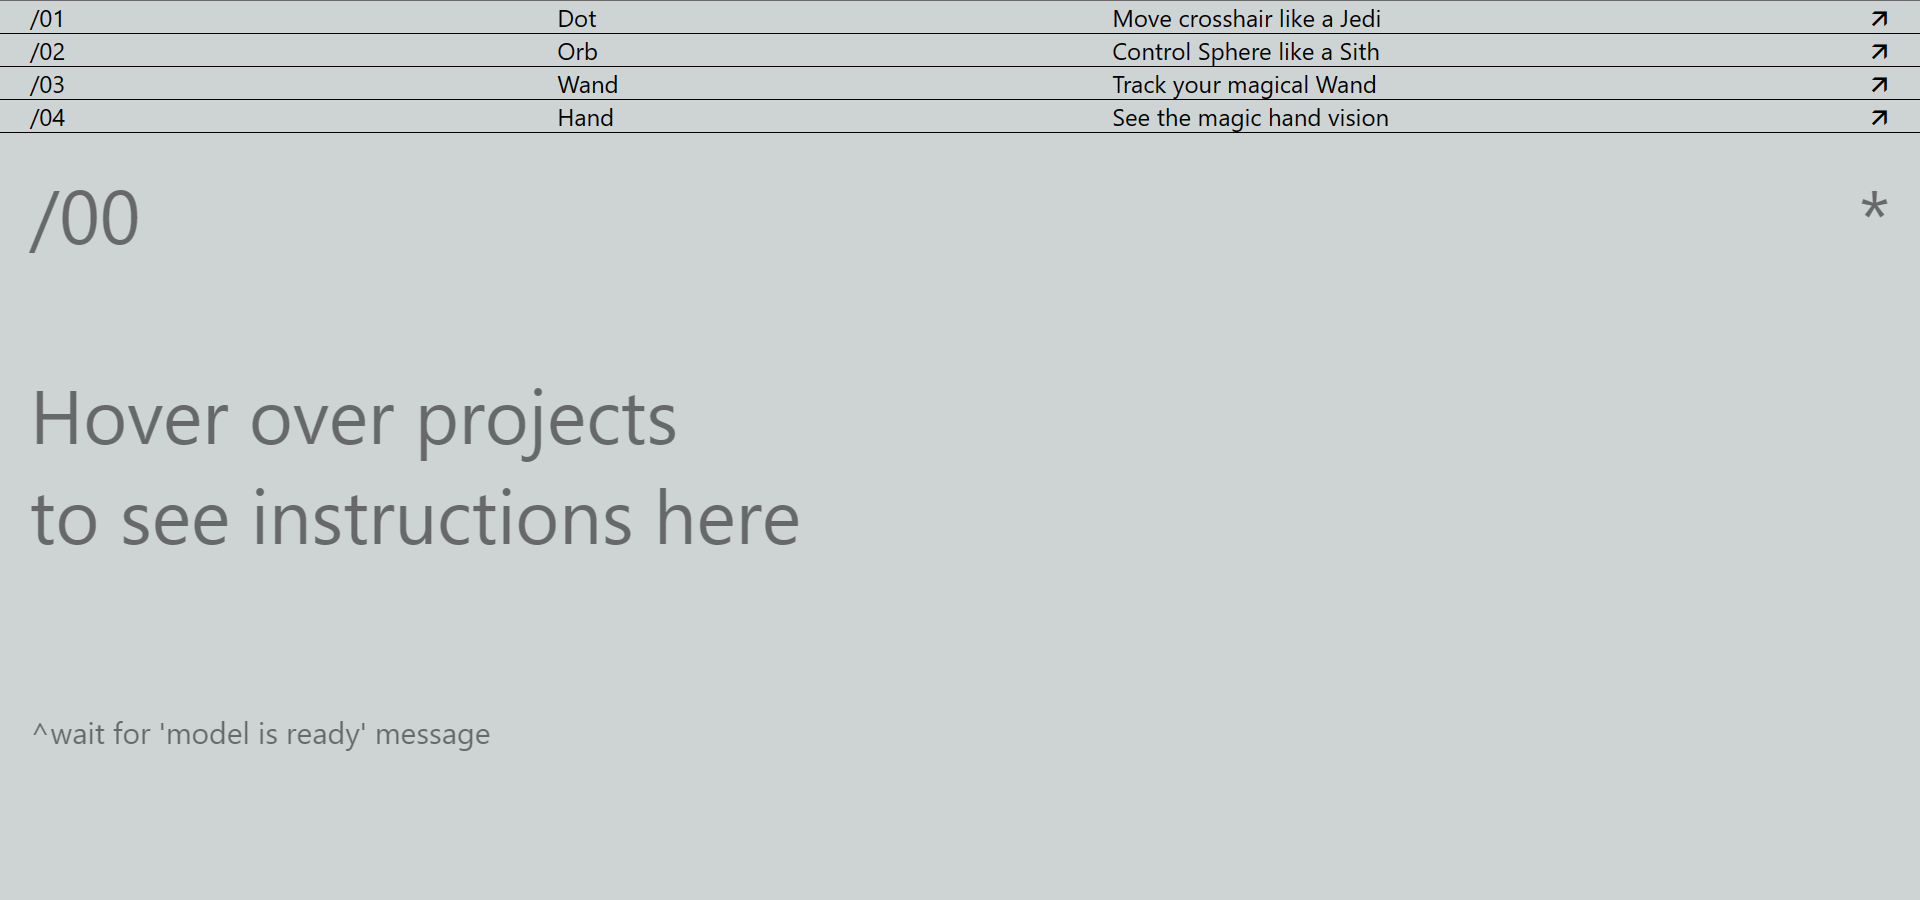 /01 Dot Move crosshair like a Jedi ↗
/02 Orb Control Sphere like a Sith ↗
/03 Wand Track your magical Wand ↗
/04 Hand See the magic hand vision ↗
/00 *
Hover over projects
to see instructions here
^wait for 'model is ready' message